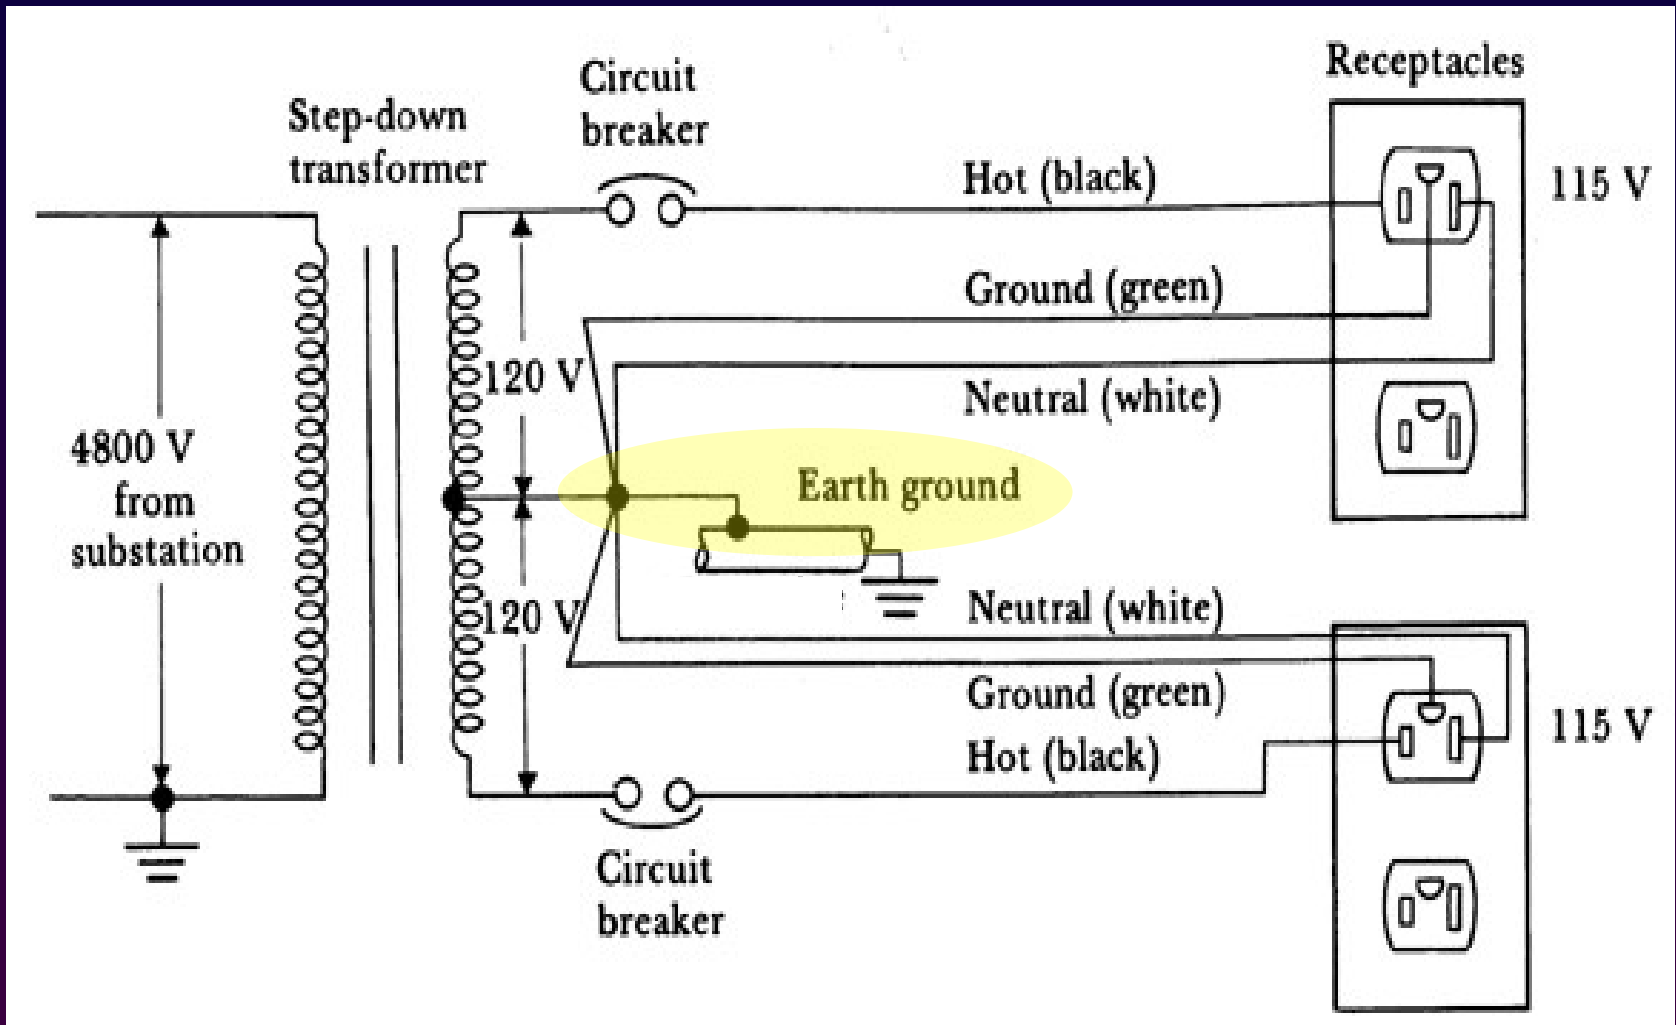 Receptacles
Circuit
breaker
Step-down
transformer
Hot (black)
115 V
Ground (green)
120 V
Neutral (white)
4800 V
from
substation
Earth ground
120 V
Neutral (white)
Ground (green)
115 V
Hot (black)
Circuit
breaker